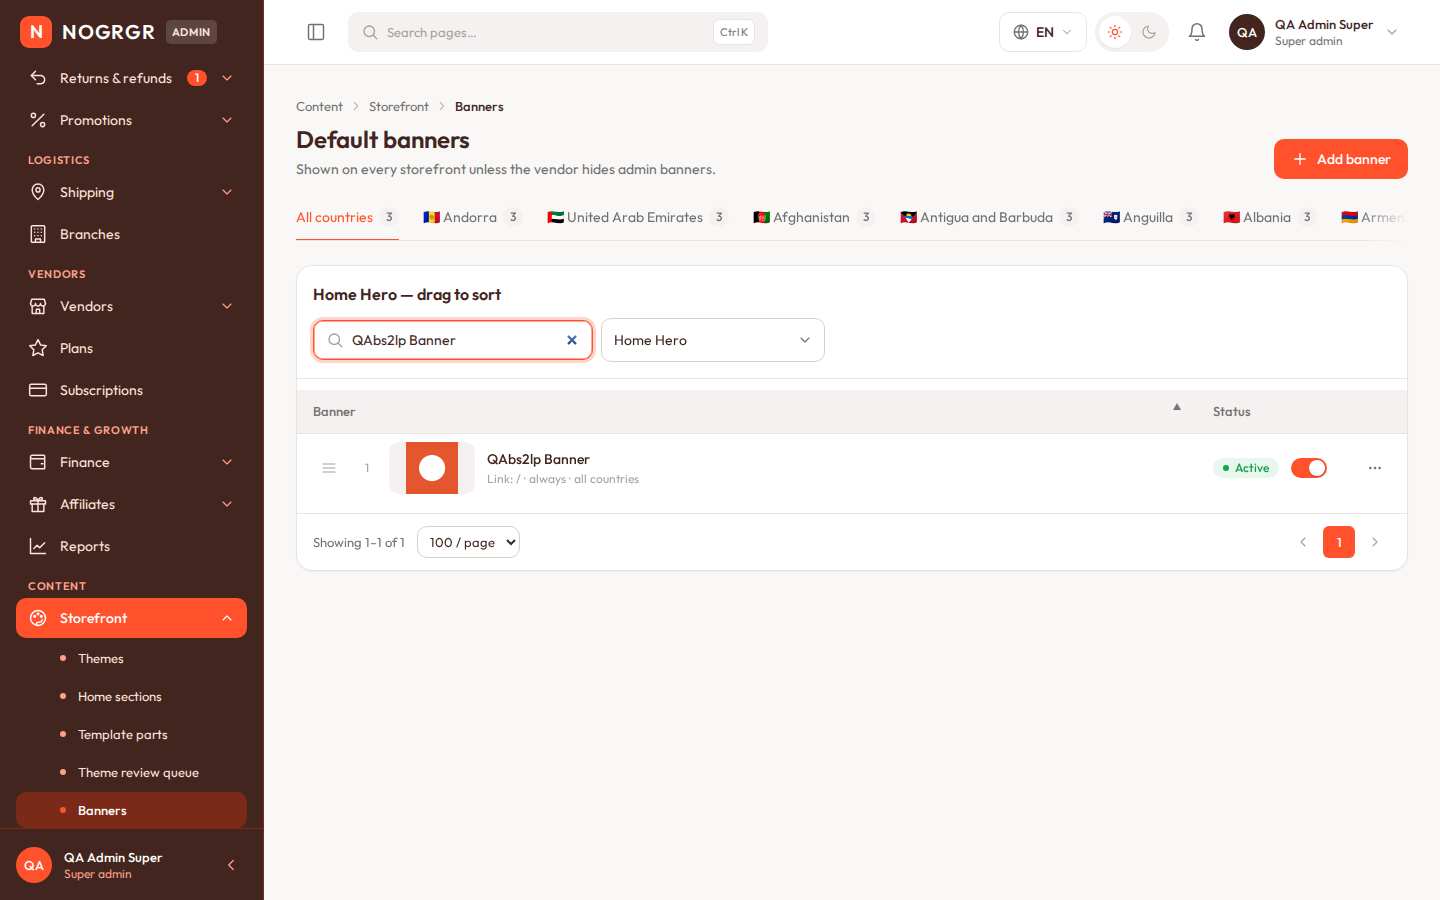 N NOGRGR ADMIN
Search pages...
Ctrl K
EN
QA
QA Admin Super
Super admin
Returns & refunds 1
Promotions
LOGISTICS
Shipping
Branches
VENDORS
Vendors
Plans
Subscriptions
FINANCE & GROWTH
Finance
Affiliates
Reports
CONTENT
Storefront
Themes
Home sections
Template parts
Theme review queue
Banners
QA
QA Admin Super
Super admin
Content > Storefront > Banners
Default banners
Shown on every storefront unless the vendor hides admin banners.
+ Add banner
All countries 3 Andorra 3 United Arab Emirates 3 Afghanistan 3 Antigua and Barbuda 3 Anguilla 3 Albania 3 Armen
Home Hero — drag to sort
QAbs2lp Banner
Home Hero
Banner Status
1 QAbs2lp Banner
Link: / · always · all countries
Active
Showing 1–1 of 1 100 / page
1